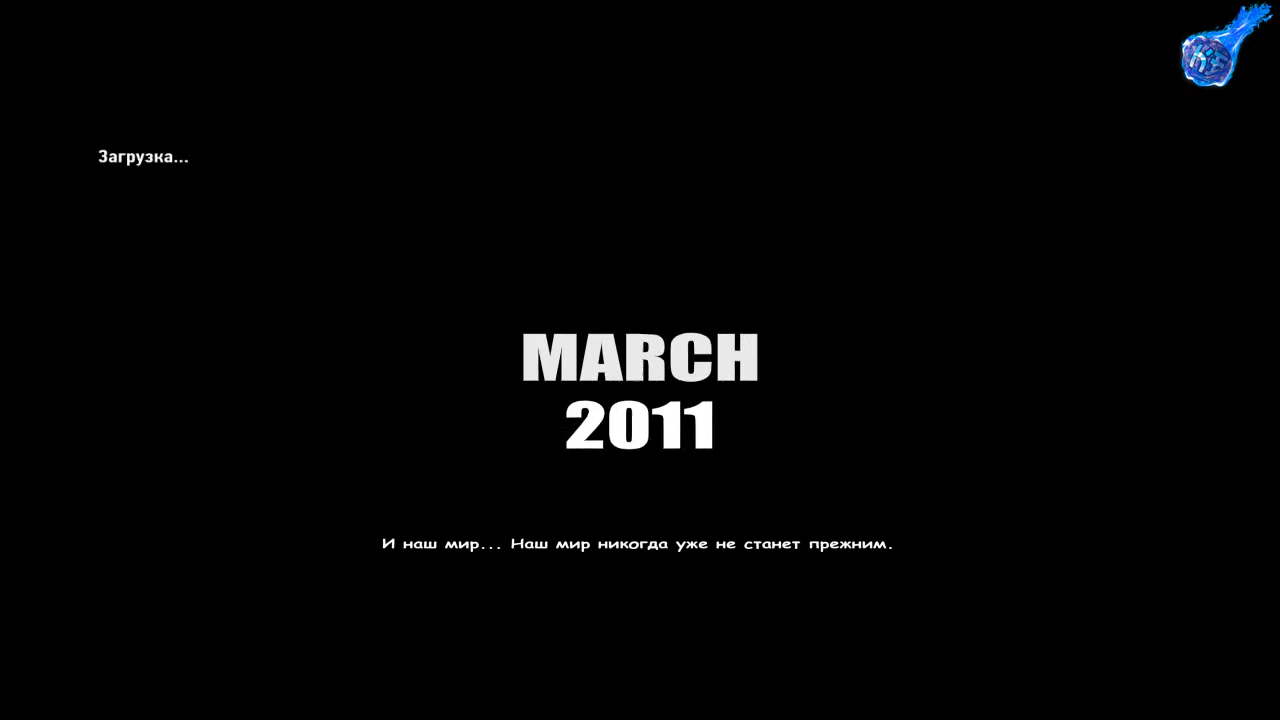 Загрузка...
MARCH
2011
И наш мир... Наш мир никогда уже не станет прежним.